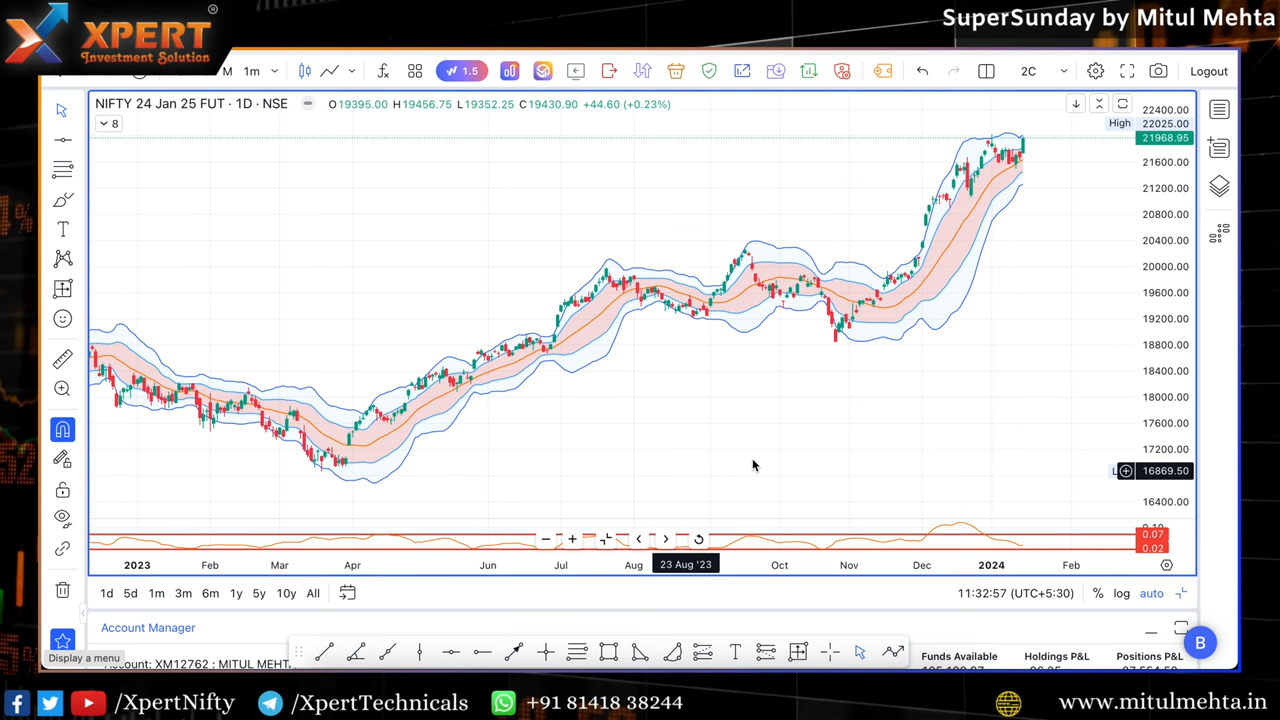 SuperSunday by Mitul Mehta
XPERT ®
Investment Solution
M 1m 1.5 2C Logout
NIFTY 24 Jan 25 FUT · 1D · NSE O19395.00 H19456.75 L19352.25 C19430.90 +44.60 (+0.23%)
8
22400.00
High 22025.00
21968.95
21600.00
21200.00
20800.00
20400.00
20000.00
19600.00
19200.00
18800.00
18400.00
18000.00
17600.00
17200.00
16869.50
16400.00
0.07
0.02
2023 Feb Mar Apr Jun Jul Aug 23 Aug '23 Oct Nov Dec 2024 Feb
1d 5d 1m 3m 6m 1y 5y 10y All 11:32:57 (UTC+5:30) % log auto
Account Manager
B
Display a menu
Account: XM12762 : MITUL MEHT
Funds Available Holdings P&L Positions P&L
/XpertNifty /XpertTechnicals +91 81418 38244 www.mitulmehta.in